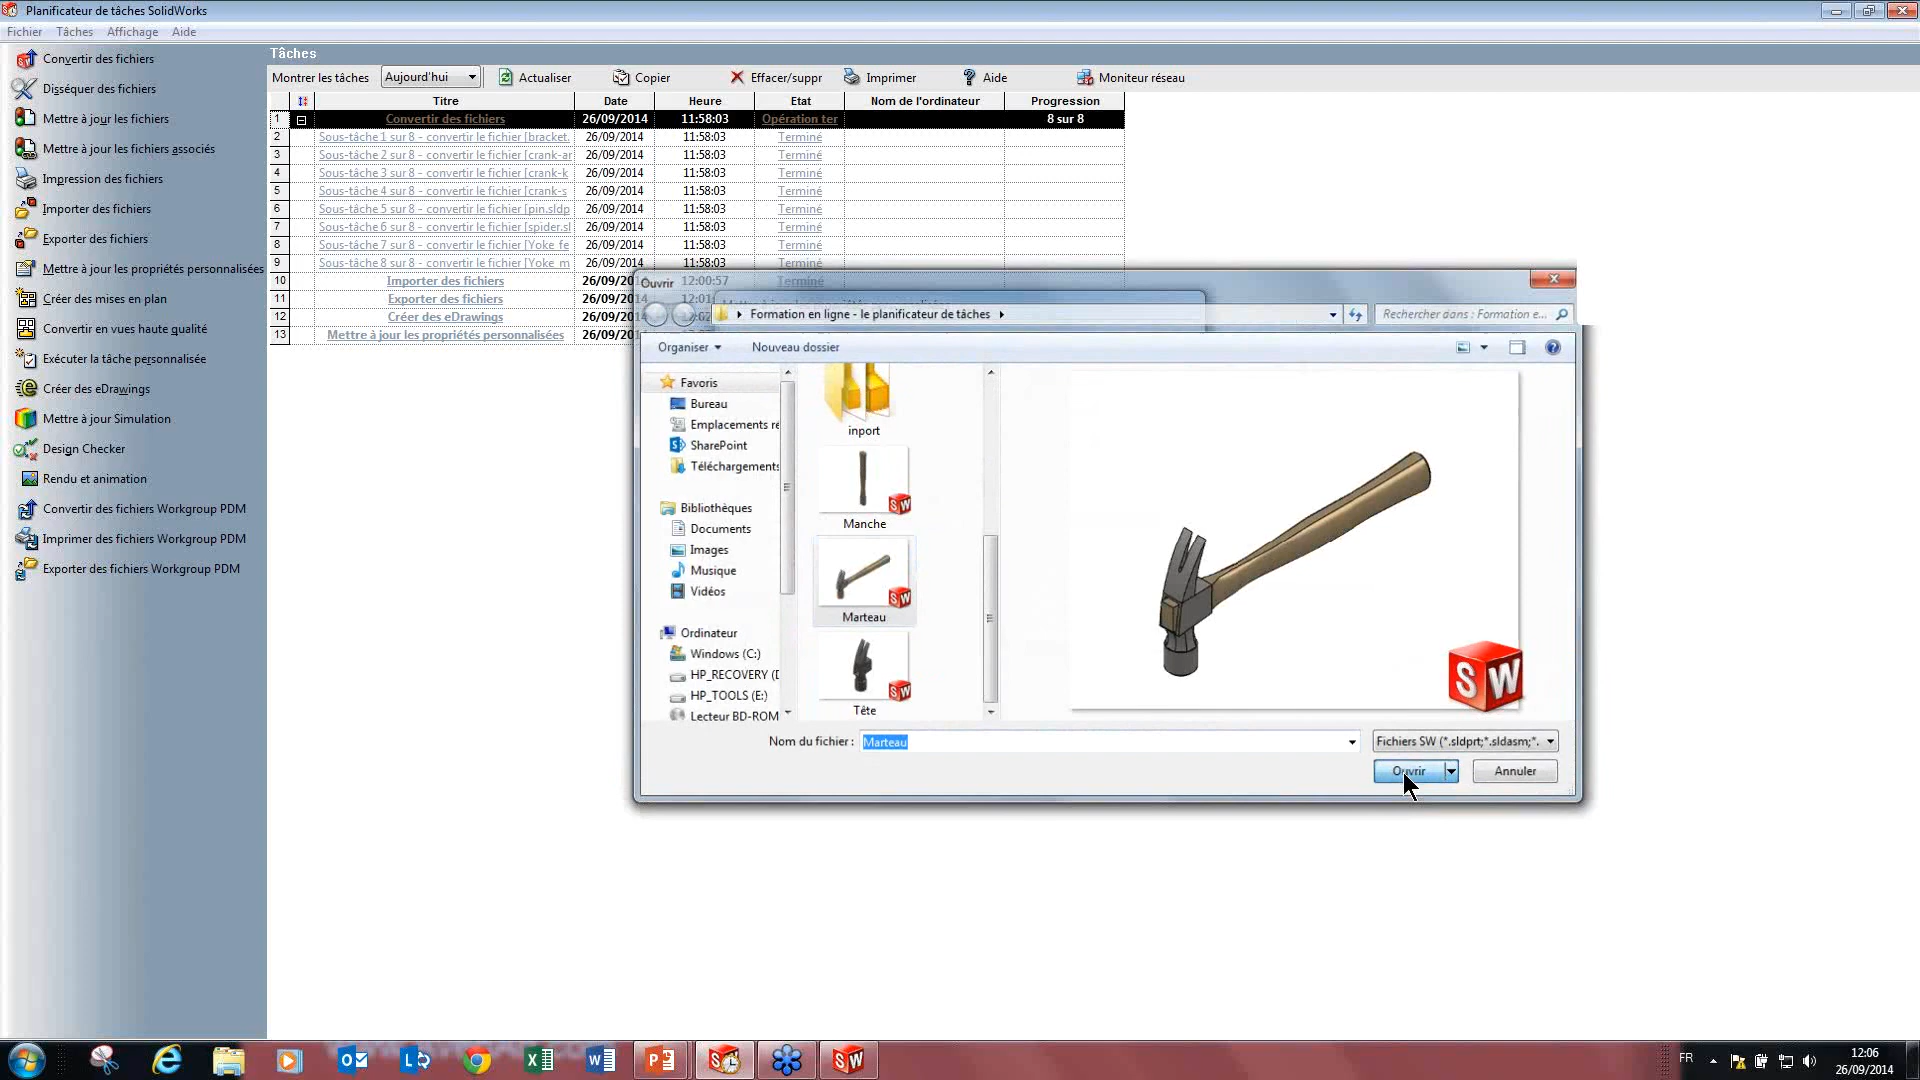 Planificateur de tâches SolidWorks
Fichier Tâches Affichage Aide
Convertir des fichiers
Disséquer des fichiers
Mettre à jour les fichiers
Mettre à jour les fichiers associés
Impression des fichiers
Importer des fichiers
Exporter des fichiers
Mettre à jour les propriétés personnalisées
Créer des mises en plan
Convertir en vues haute qualité
Exécuter la tâche personnalisée
Créer des eDrawings
Mettre à jour Simulation
Design Checker
Rendu et animation
Convertir des fichiers Workgroup PDM
Imprimer des fichiers Workgroup PDM
Exporter des fichiers Workgroup PDM
Tâches
Montrer les tâches Aujourd'hui Actualiser Copier Effacer/suppr Imprimer Aide Moniteur réseau
Titre Date Heure Etat Nom de l'ordinateur Progression
1 Convertir des fichiers 26/09/2014 11:58:03 Opération ter 8 sur 8
2 Sous-tâche 1 sur 8 - convertir le fichier [bracket. 26/09/2014 11:58:03 Terminé
3 Sous-tâche 2 sur 8 - convertir le fichier [crank-ar 26/09/2014 11:58:03 Terminé
4 Sous-tâche 3 sur 8 - convertir le fichier [crank-k 26/09/2014 11:58:03 Terminé
5 Sous-tâche 4 sur 8 - convertir le fichier [crank-s 26/09/2014 11:58:03 Terminé
6 Sous-tâche 5 sur 8 - convertir le fichier [pin.sldp 26/09/2014 11:58:03 Terminé
7 Sous-tâche 6 sur 8 - convertir le fichier [spider.sl 26/09/2014 11:58:03 Terminé
8 Sous-tâche 7 sur 8 - convertir le fichier [Yoke_fe 26/09/2014 11:58:03 Terminé
9 Sous-tâche 8 sur 8 - convertir le fichier [Yoke_m 26/09/2014 11:58:03 Terminé
10 Importer des fichiers 26/09/201 12:00:57 Terminé
11 Exporter des fichiers 26/09/201
12 Créer des eDrawings 26/09/201
13 Mettre à jour les propriétés personnalisées 26/09/201
Ouvrir
Formation en ligne - le planificateur de tâches
Rechercher dans : Formation e...
Organiser Nouveau dossier
Favoris
Bureau
Emplacements ré
SharePoint
Téléchargements
Bibliothèques
Documents
Images
Musique
Vidéos
Ordinateur
Windows (C:)
HP_RECOVERY (D
HP_TOOLS (E:)
Lecteur BD-ROM
inport
Manche
Marteau
Tête
SW
Nom du fichier : Marteau
Fichiers SW (*.sldprt;*.sldasm;*.
Ouvrir Annuler
FR
12:06
26/09/2014